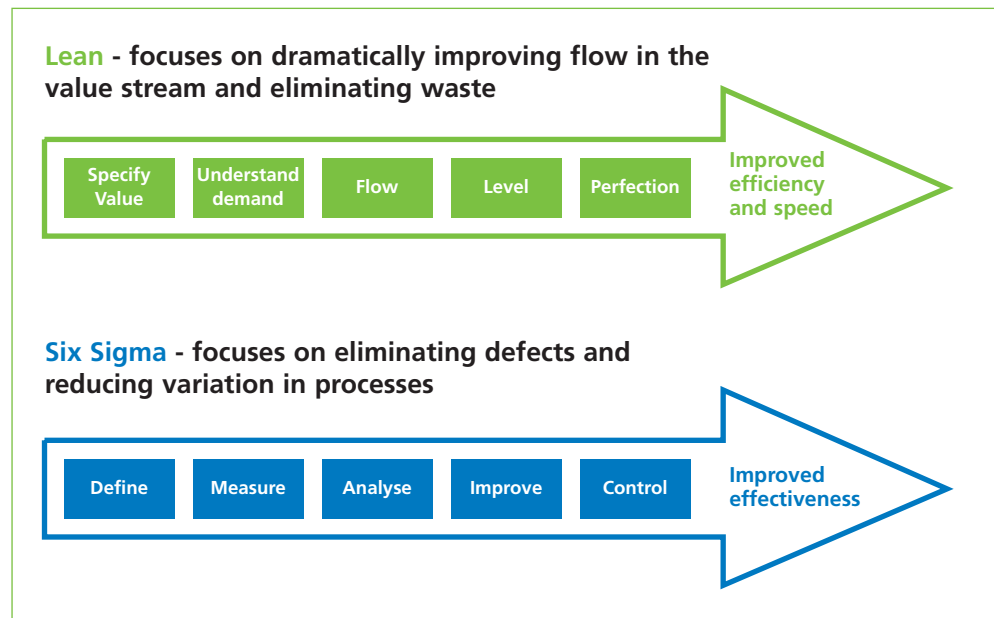 Lean - focuses on dramatically improving flow in the
value stream and eliminating waste
Specify
Value
Understand
demand
Flow
Level
Perfection
Improved
efficiency
and speed
Six Sigma - focuses on eliminating defects and
reducing variation in processes
Define
Measure
Analyse
Improve
Control
Improved
effectiveness